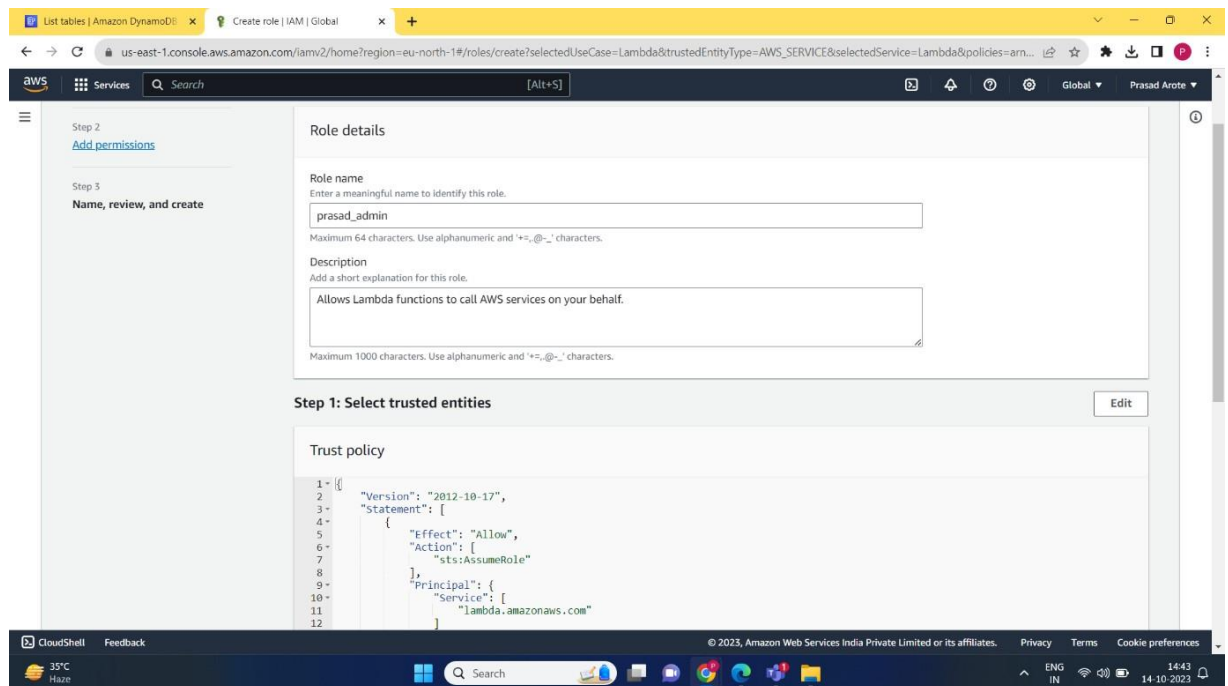 List tables | Amazon DynamoDB
Create role | IAM | Global
us-east-1.console.aws.amazon.com/iamv2/home?region=eu-north-1#/roles/create?selectedUseCase=Lambda&trustedEntityType=AWS_SERVICE&selectedService=Lambda&policies=arn...
P
aws
Services
Search
[Alt+S]
Global
Prasad Arote
Step 2
Add permissions
Step 3
Name, review, and create
Role details
Role name
Enter a meaningful name to identify this role.
prasad_admin
Maximum 64 characters. Use alphanumeric and '+=,.@-_' characters.
Description
Add a short explanation for this role.
Allows Lambda functions to call AWS services on your behalf.
Maximum 1000 characters. Use alphanumeric and '+=,.@-_' characters.
Step 1: Select trusted entities
Edit
Trust policy
1 {
2 "Version": "2012-10-17",
3 "Statement": [
4 {
5 "Effect": "Allow",
6 "Action": [
7 "sts:AssumeRole"
8 ],
9 "Principal": {
10 "Service": [
11 "lambda.amazonaws.com"
12 ]
CloudShell
Feedback
© 2023, Amazon Web Services India Private Limited or its affiliates.
Privacy
Terms
Cookie preferences
35°C
Haze
Search
ENG
IN
14:43
14-10-2023